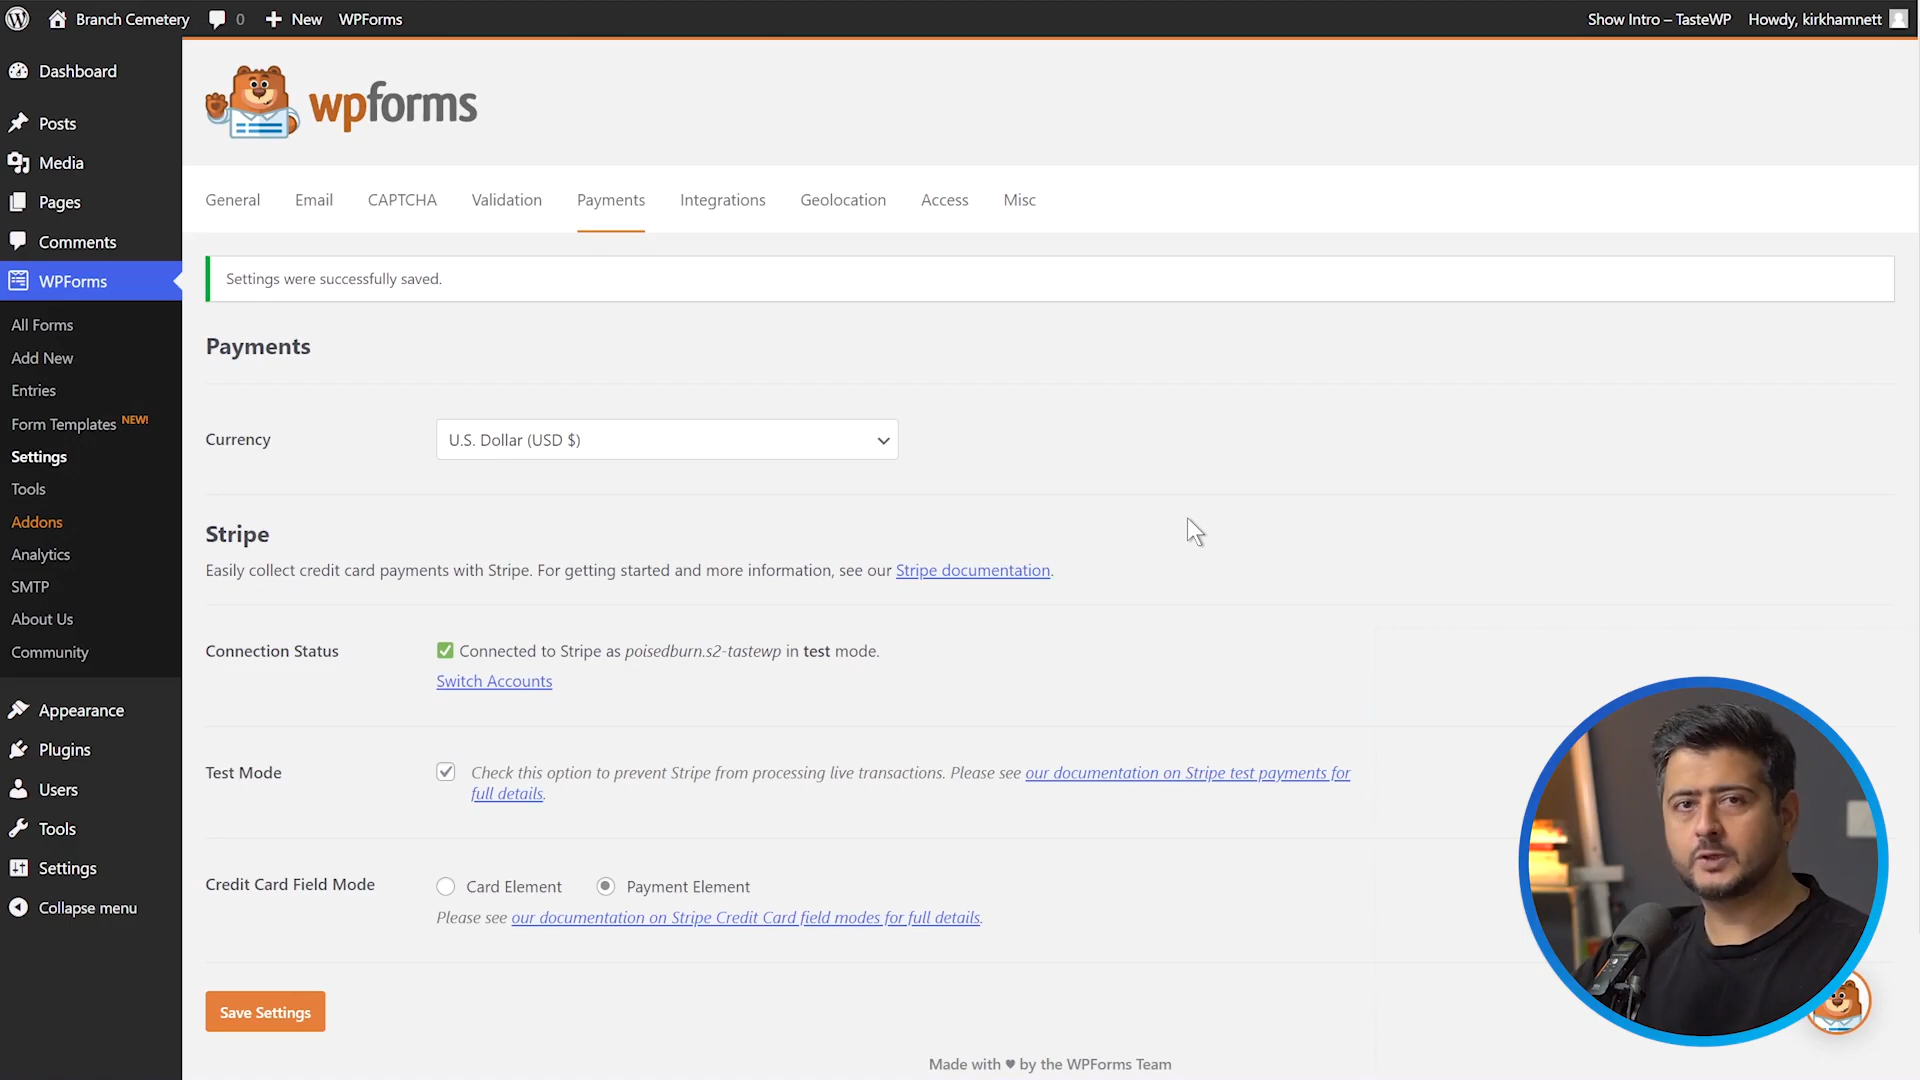 Branch Cemetery
0
New
WPForms
Show Intro – TasteWP
Howdy, kirkhamnett
Dashboard
Posts
Media
Pages
Comments
WPForms
All Forms
Add New
Entries
Form Templates NEW!
Settings
Tools
Addons
Analytics
SMTP
About Us
Community
Appearance
Plugins
Users
Tools
Settings
Collapse menu
wpforms
General
Email
CAPTCHA
Validation
Payments
Integrations
Geolocation
Access
Misc
Settings were successfully saved.
Payments
Currency
U.S. Dollar (USD $)
Stripe
Easily collect credit card payments with Stripe. For getting started and more information, see our Stripe documentation.
Connection Status
Connected to Stripe as poisedburn.s2-tastewp in test mode.
Switch Accounts
Test Mode
Check this option to prevent Stripe from processing live transactions. Please see our documentation on Stripe test payments for
full details.
Credit Card Field Mode
Card Element
Payment Element
Please see our documentation on Stripe Credit Card field modes for full details.
Save Settings
Made with ♥ by the WPForms Team